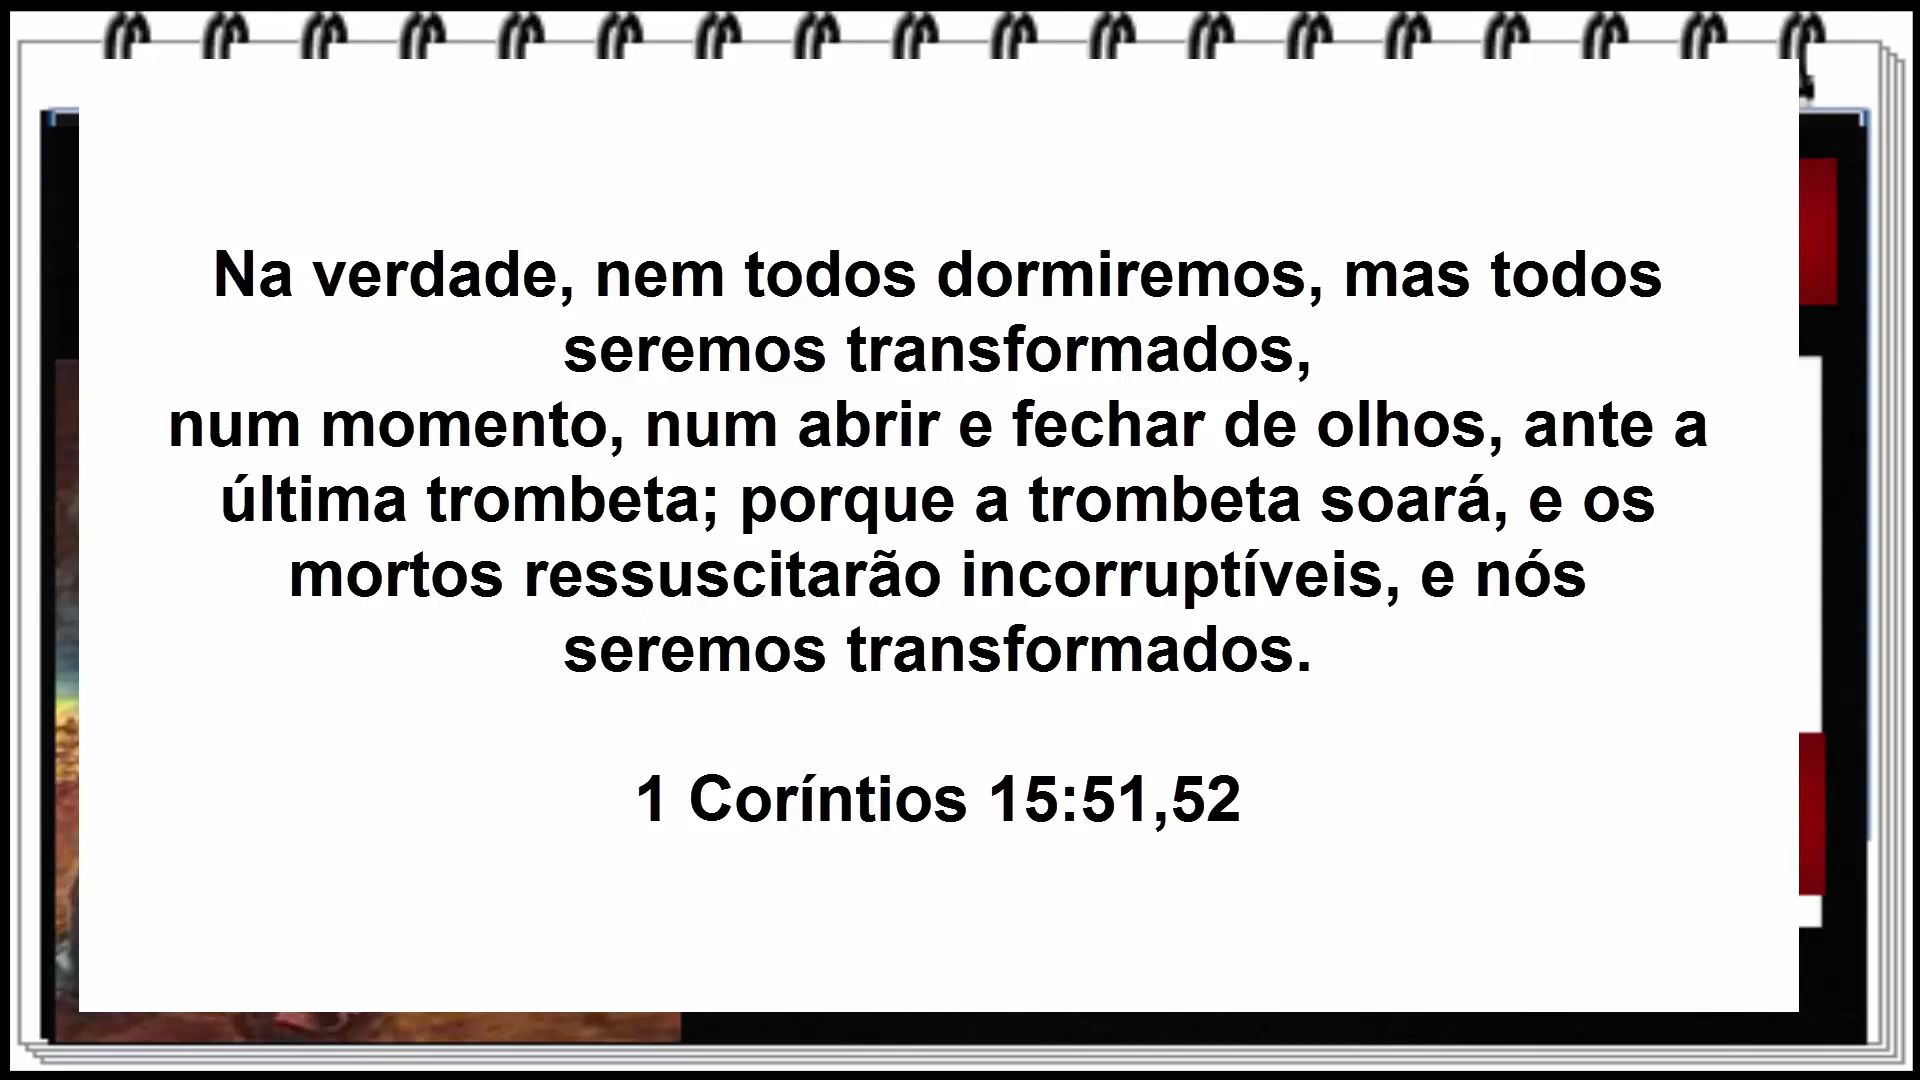 Na verdade, nem todos dormiremos, mas todos
seremos transformados,
num momento, num abrir e fechar de olhos, ante a
última trombeta; porque a trombeta soará, e os
mortos ressuscitarão incorruptíveis, e nós
seremos transformados.
1 Coríntios 15:51,52